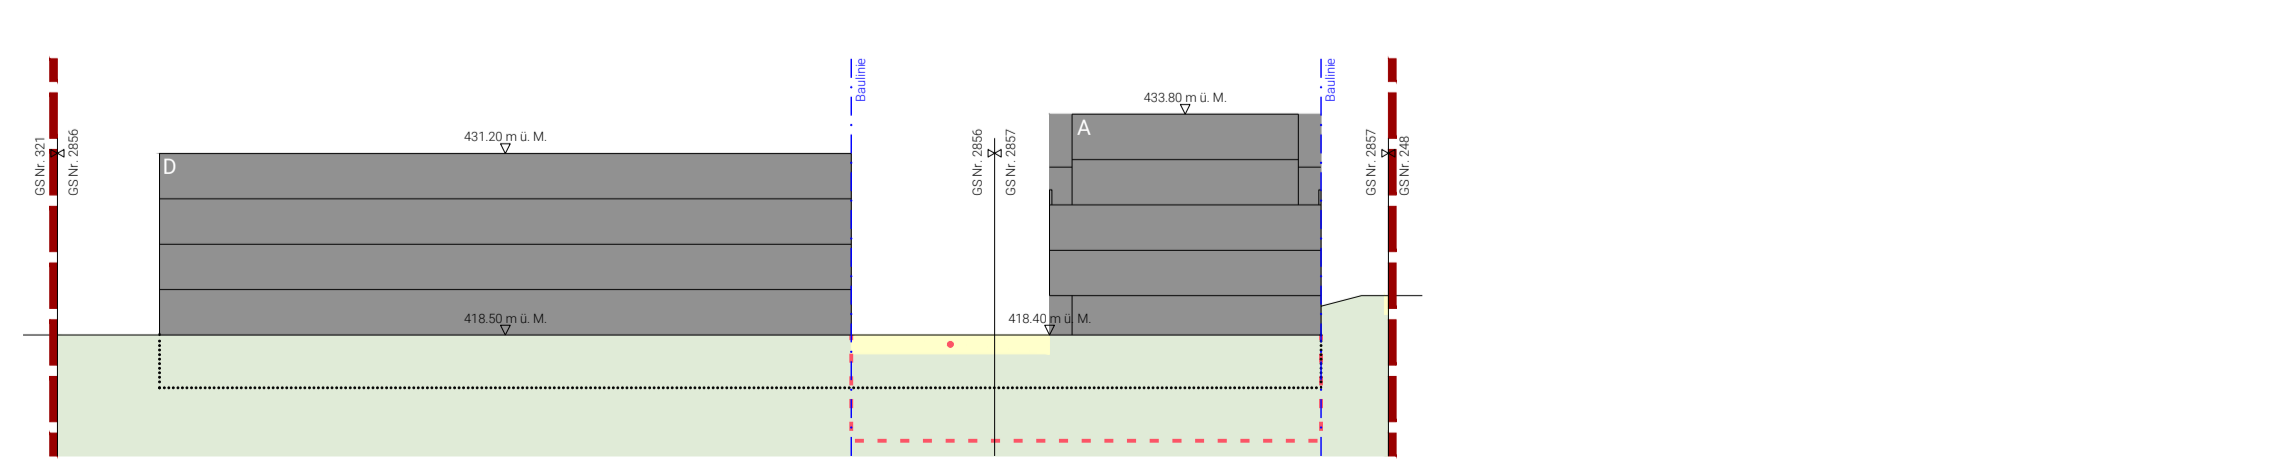 Baulinie
Baulinie
433.80 m ü. M.
A
431.20 m ü. M.
D
GS Nr. 321
GS Nr. 2856
GS Nr. 2856
GS Nr. 2857
GS Nr. 2857
GS Nr. 248
418.50 m ü. M.
418.40 m ü. M.